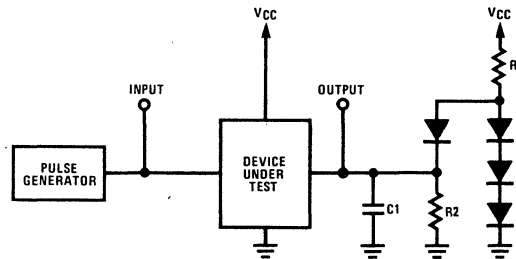 VCC
VCC
R
INPUT
OUTPUT
PULSE
GENERATOR
DEVICE
UNDER
TEST
C1
R2